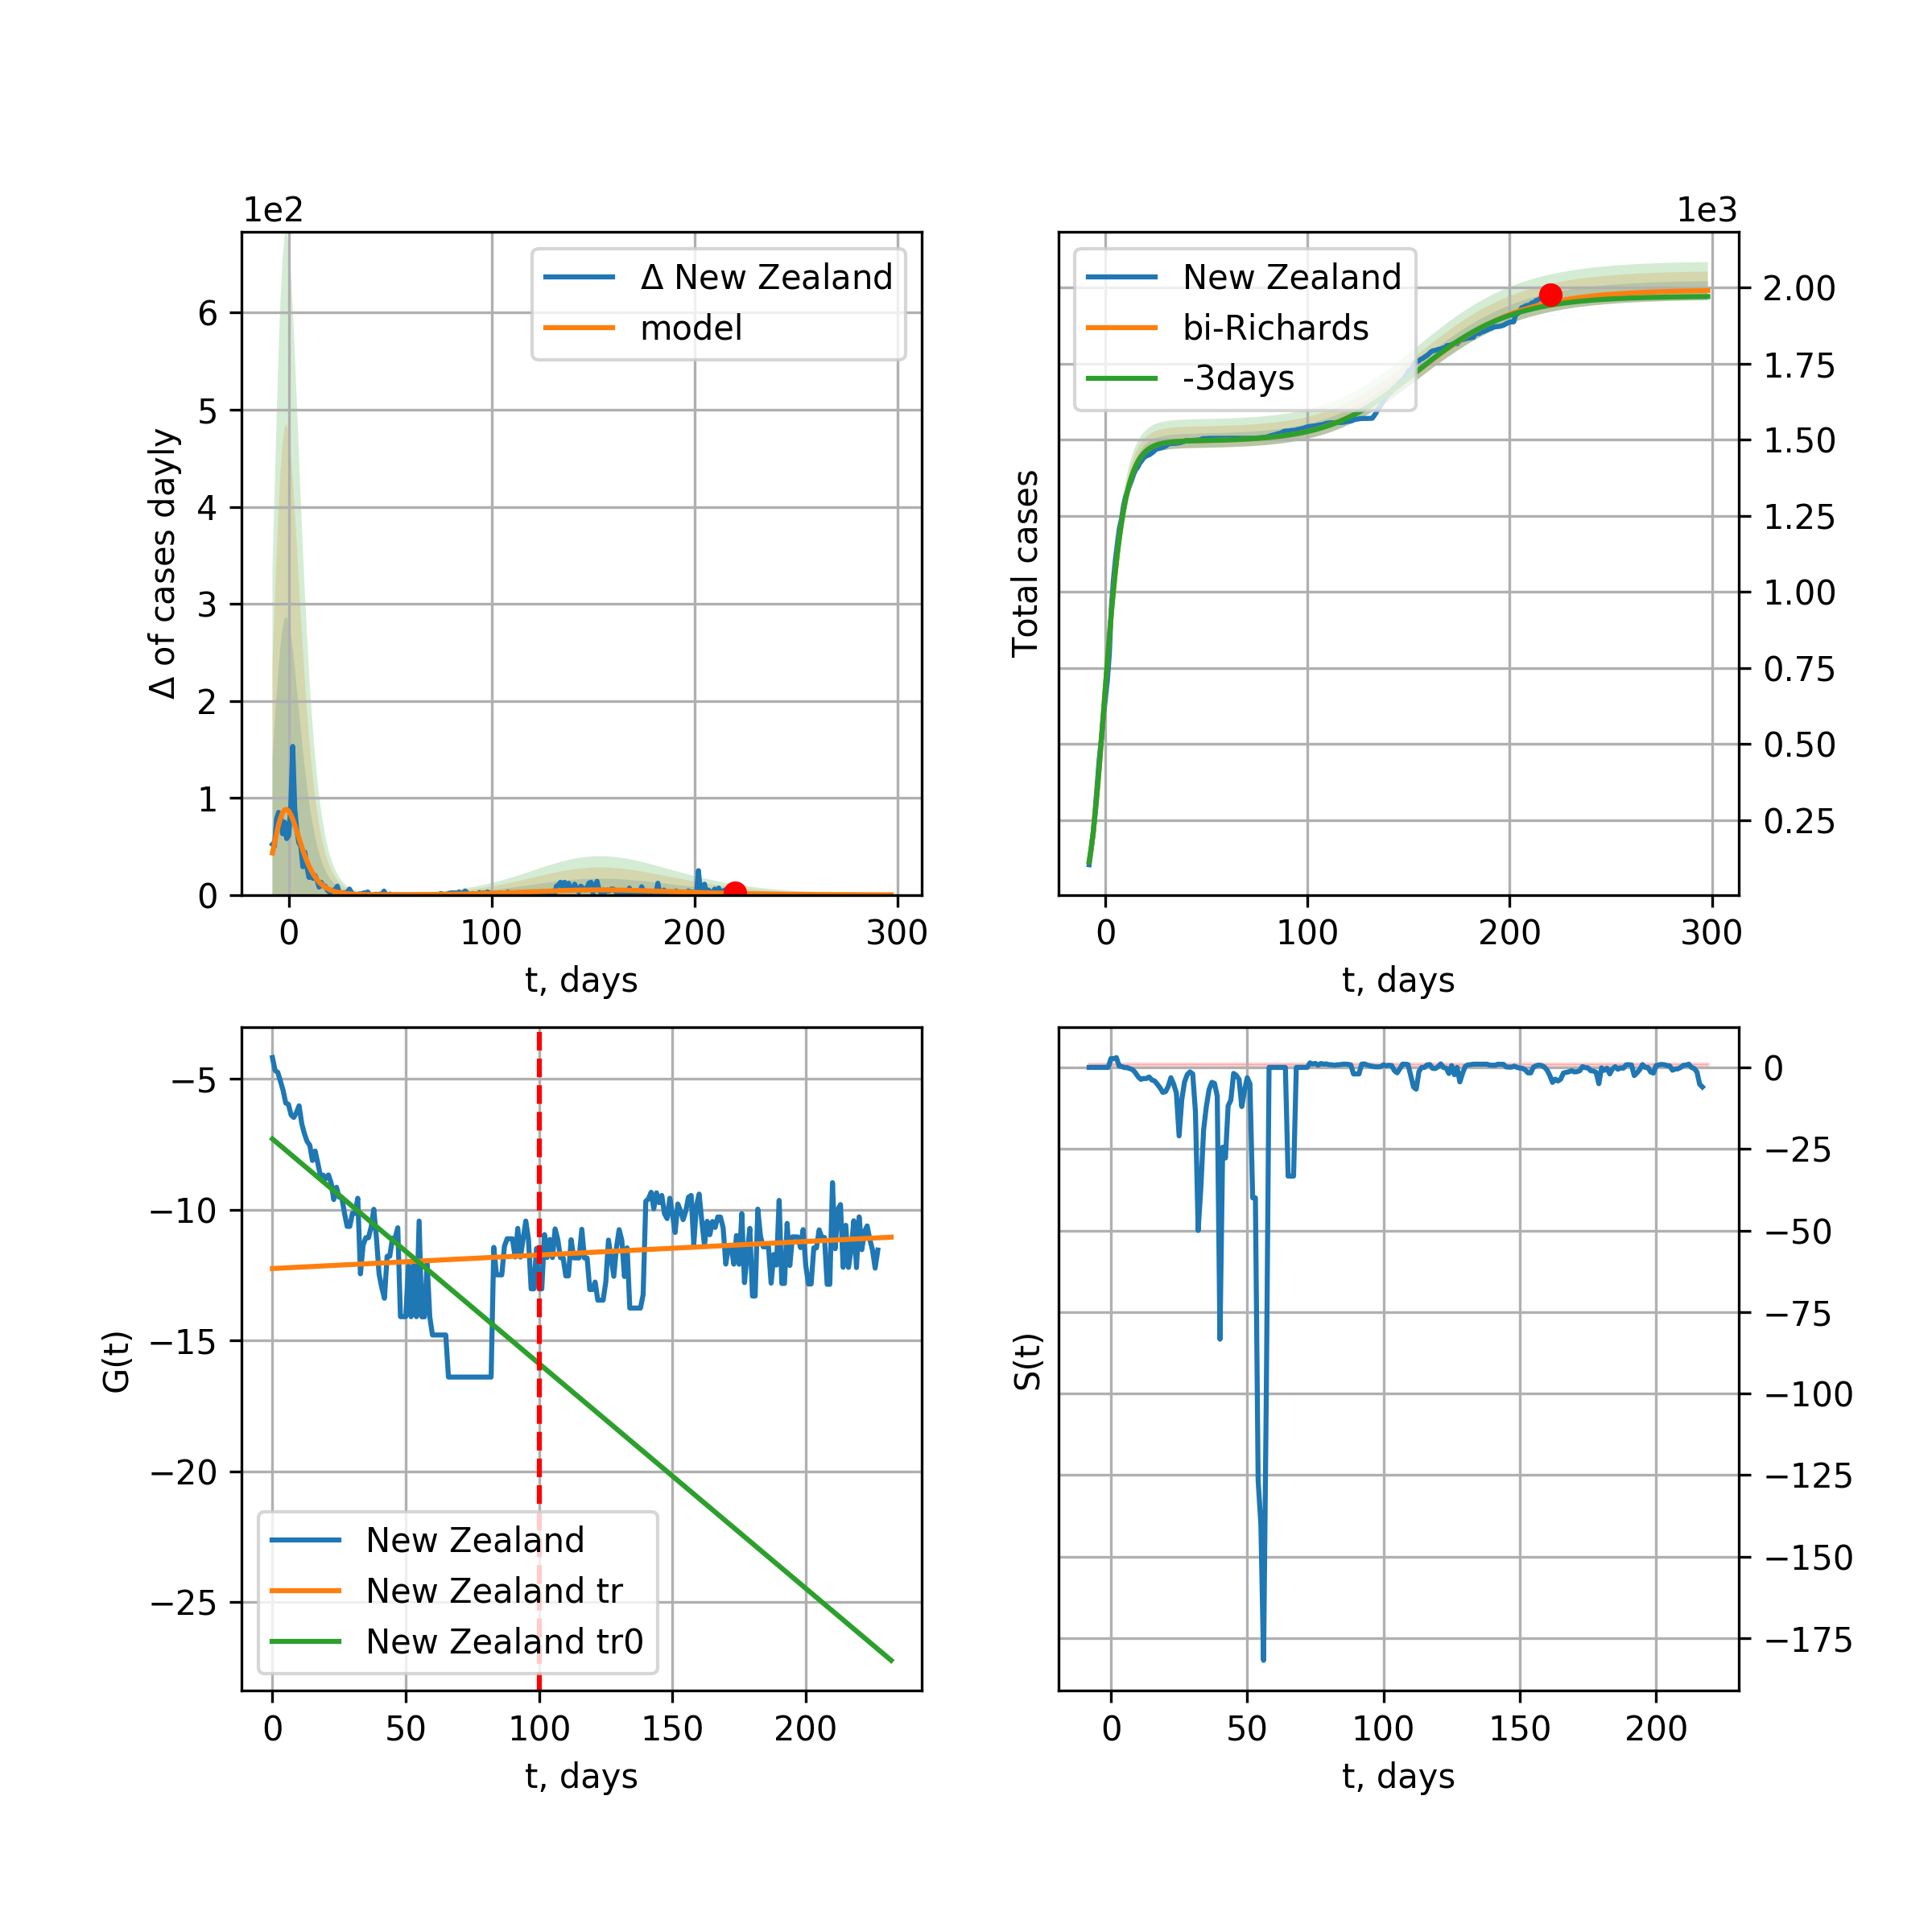 1e2
Δ New Zealand
model
6
5
4
3
2
1
0
Δ of cases dayly
0 100 200 300
t, days
1e3
New Zealand
bi-Richards
-3days
2.00
1.75
1.50
1.25
1.00
0.75
0.50
0.25
Total cases
0 100 200 300
t, days
−5
−10
−15
−20
−25
G(t)
New Zealand
New Zealand tr
New Zealand tr0
0 50 100 150 200
t, days
0
−25
−50
−75
−100
−125
−150
−175
S(t)
0 50 100 150 200
t, days